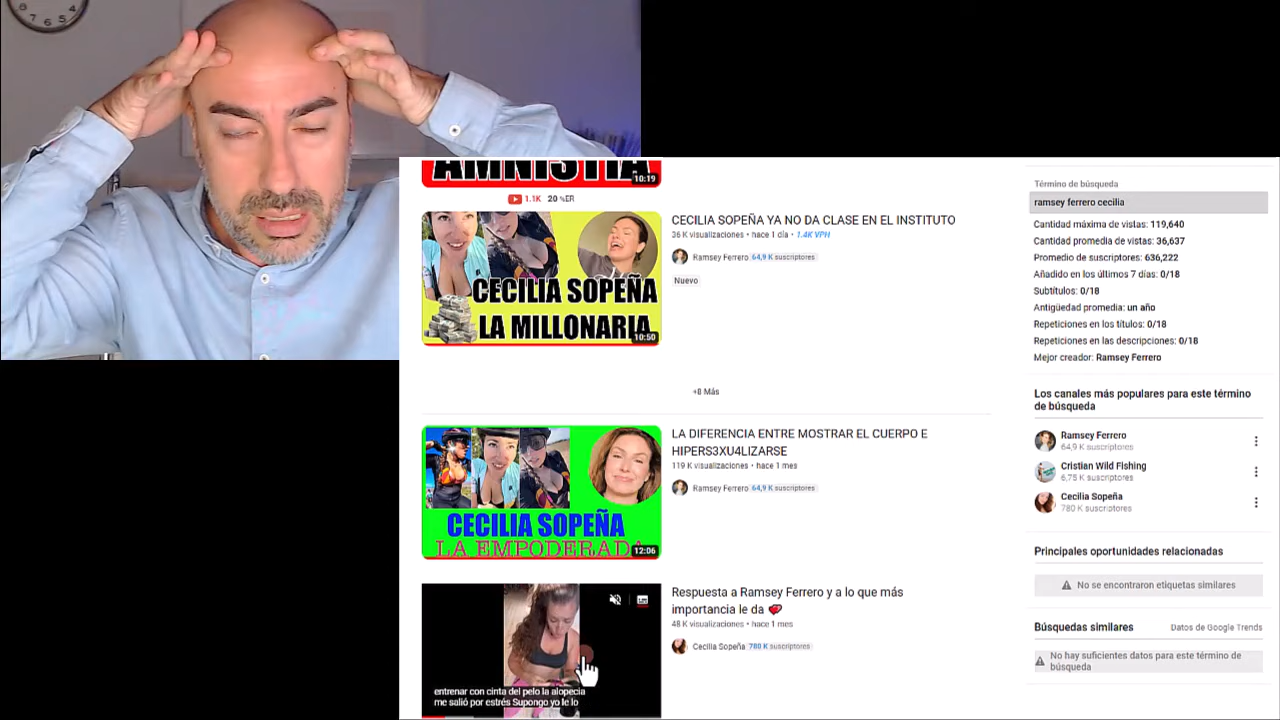 AMNISTIA
10:19
1.1K 20 %ER
CECILIA SOPEÑA
LA MILLONARIA
10:50
CECILIA SOPEÑA YA NO DA CLASE EN EL INSTITUTO
36 K visualizaciones • hace 1 día • 1.4K VPH
Ramsey Ferrero 64,9 K suscriptores
Nuevo
+8 Más
CECILIA SOPEÑA
LA EMPODERADA
12:06
LA DIFERENCIA ENTRE MOSTRAR EL CUERPO E
HIPERS3XU4LIZARSE
119 K visualizaciones • hace 1 mes
Ramsey Ferrero 64,9 K suscriptores
entrenar con cinta del pelo la alopecia
me salió por estrés Supongo yo le lo
Respuesta a Ramsey Ferrero y a lo que más
importancia le da 💕
48 K visualizaciones • hace 1 mes
Cecilia Sopeña 780 K suscriptores
Término de búsqueda
ramsey ferrero cecilia
Cantidad máxima de vistas: 119,640
Cantidad promedia de vistas: 36,637
Promedio de suscriptores: 636,222
Añadido en los últimos 7 días: 0/18
Subtítulos: 0/18
Antigüedad promedia: un año
Repeticiones en los títulos: 0/18
Repeticiones en las descripciones: 0/18
Mejor creador: Ramsey Ferrero
Los canales más populares para este término
de búsqueda
Ramsey Ferrero
64,9 K suscriptores
Cristian Wild Fishing
6,75 K suscriptores
Cecilia Sopeña
780 K suscriptores
Principales oportunidades relacionadas
No se encontraron etiquetas similares
Búsquedas similares Datos de Google Trends
No hay suficientes datos para este término de
búsqueda